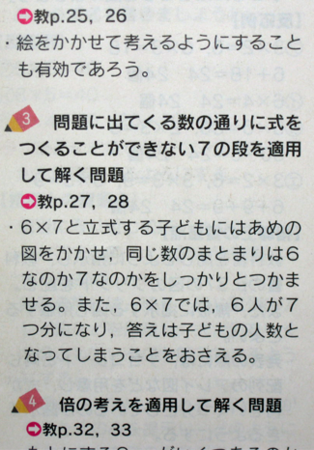 ➡教p.25，26
・絵をかかせて考えるようにすること
も有効であろう。
3 問題に出てくる数の通りに式を
つくることができない7の段を適用
して解く問題
➡教p.27，28
・6×7と立式する子どもにはあめの
図をかかせ，同じ数のまとまりは6
なのか7なのかをしっかりとつかま
せる。また，6×7では，6人が7
つ分になり，答えは子どもの人数と
なってしまうことをおさえる。
4 倍の考えを適用して解く問題
➡教p.32，33